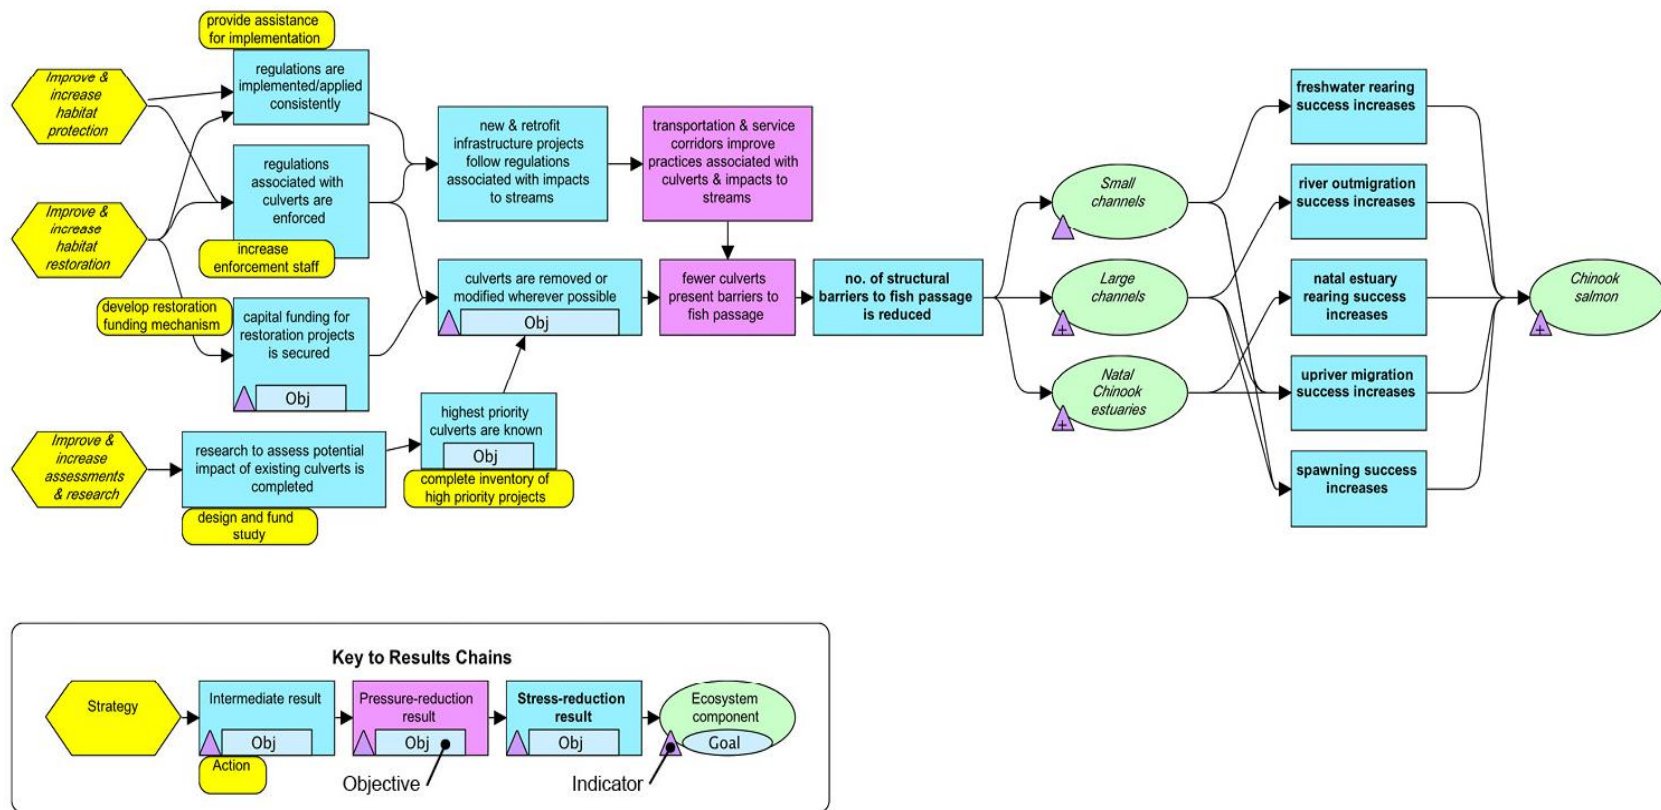 provide assistance
for implementation
Improve &
increase
habitat
protection
regulations are
implemented/applied
consistently
regulations
associated with
culverts are
enforced
increase
enforcement staff
Improve &
increase
habitat
restoration
develop restoration
funding mechanism
capital funding for
restoration projects
is secured
Obj
Improve &
increase
assessments
& research
research to assess potential
impact of existing culverts is
completed
design and fund
study
new & retrofit
infrastructure projects
follow regulations
associated with impacts
to streams
culverts are removed or
modified wherever possible
Obj
highest priority
culverts are known
Obj
complete inventory of
high priority projects
transportation & service
corridors improve
practices associated with
culverts & impacts to
streams
fewer culverts
present barriers to
fish passage
no. of structural
barriers to fish passage
is reduced
Small
channels
Large
channels
+
Natal
Chinook
estuaries
+
freshwater rearing
success increases
river outmigration
success increases
natal estuary
rearing success
increases
upriver migration
success increases
spawning success
increases
Chinook
salmon
+
Key to Results Chains
Strategy
Intermediate result
Obj
Action
Pressure-reduction
result
Obj
Stress-reduction
result
Obj
Ecosystem
component
Goal
Objective
Indicator